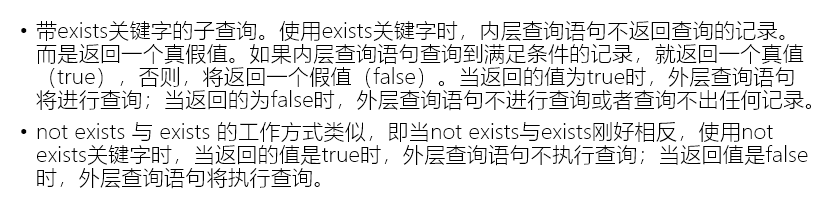 • 带exists关键字的子查询。使用exists关键字时，内层查询语句不返回查询的记录。
而是返回一个真假值。如果内层查询语句查询到满足条件的记录，就返回一个真值
（true），否则，将返回一个假值（false）。当返回的值为true时，外层查询语句
将进行查询；当返回的为false时，外层查询语句不进行查询或者查询不出任何记录。
• not exists 与 exists 的工作方式类似，即当not exists与exists刚好相反，使用not
exists关键字时，当返回的值是true时，外层查询语句不执行查询；当返回值是false
时，外层查询语句将执行查询。